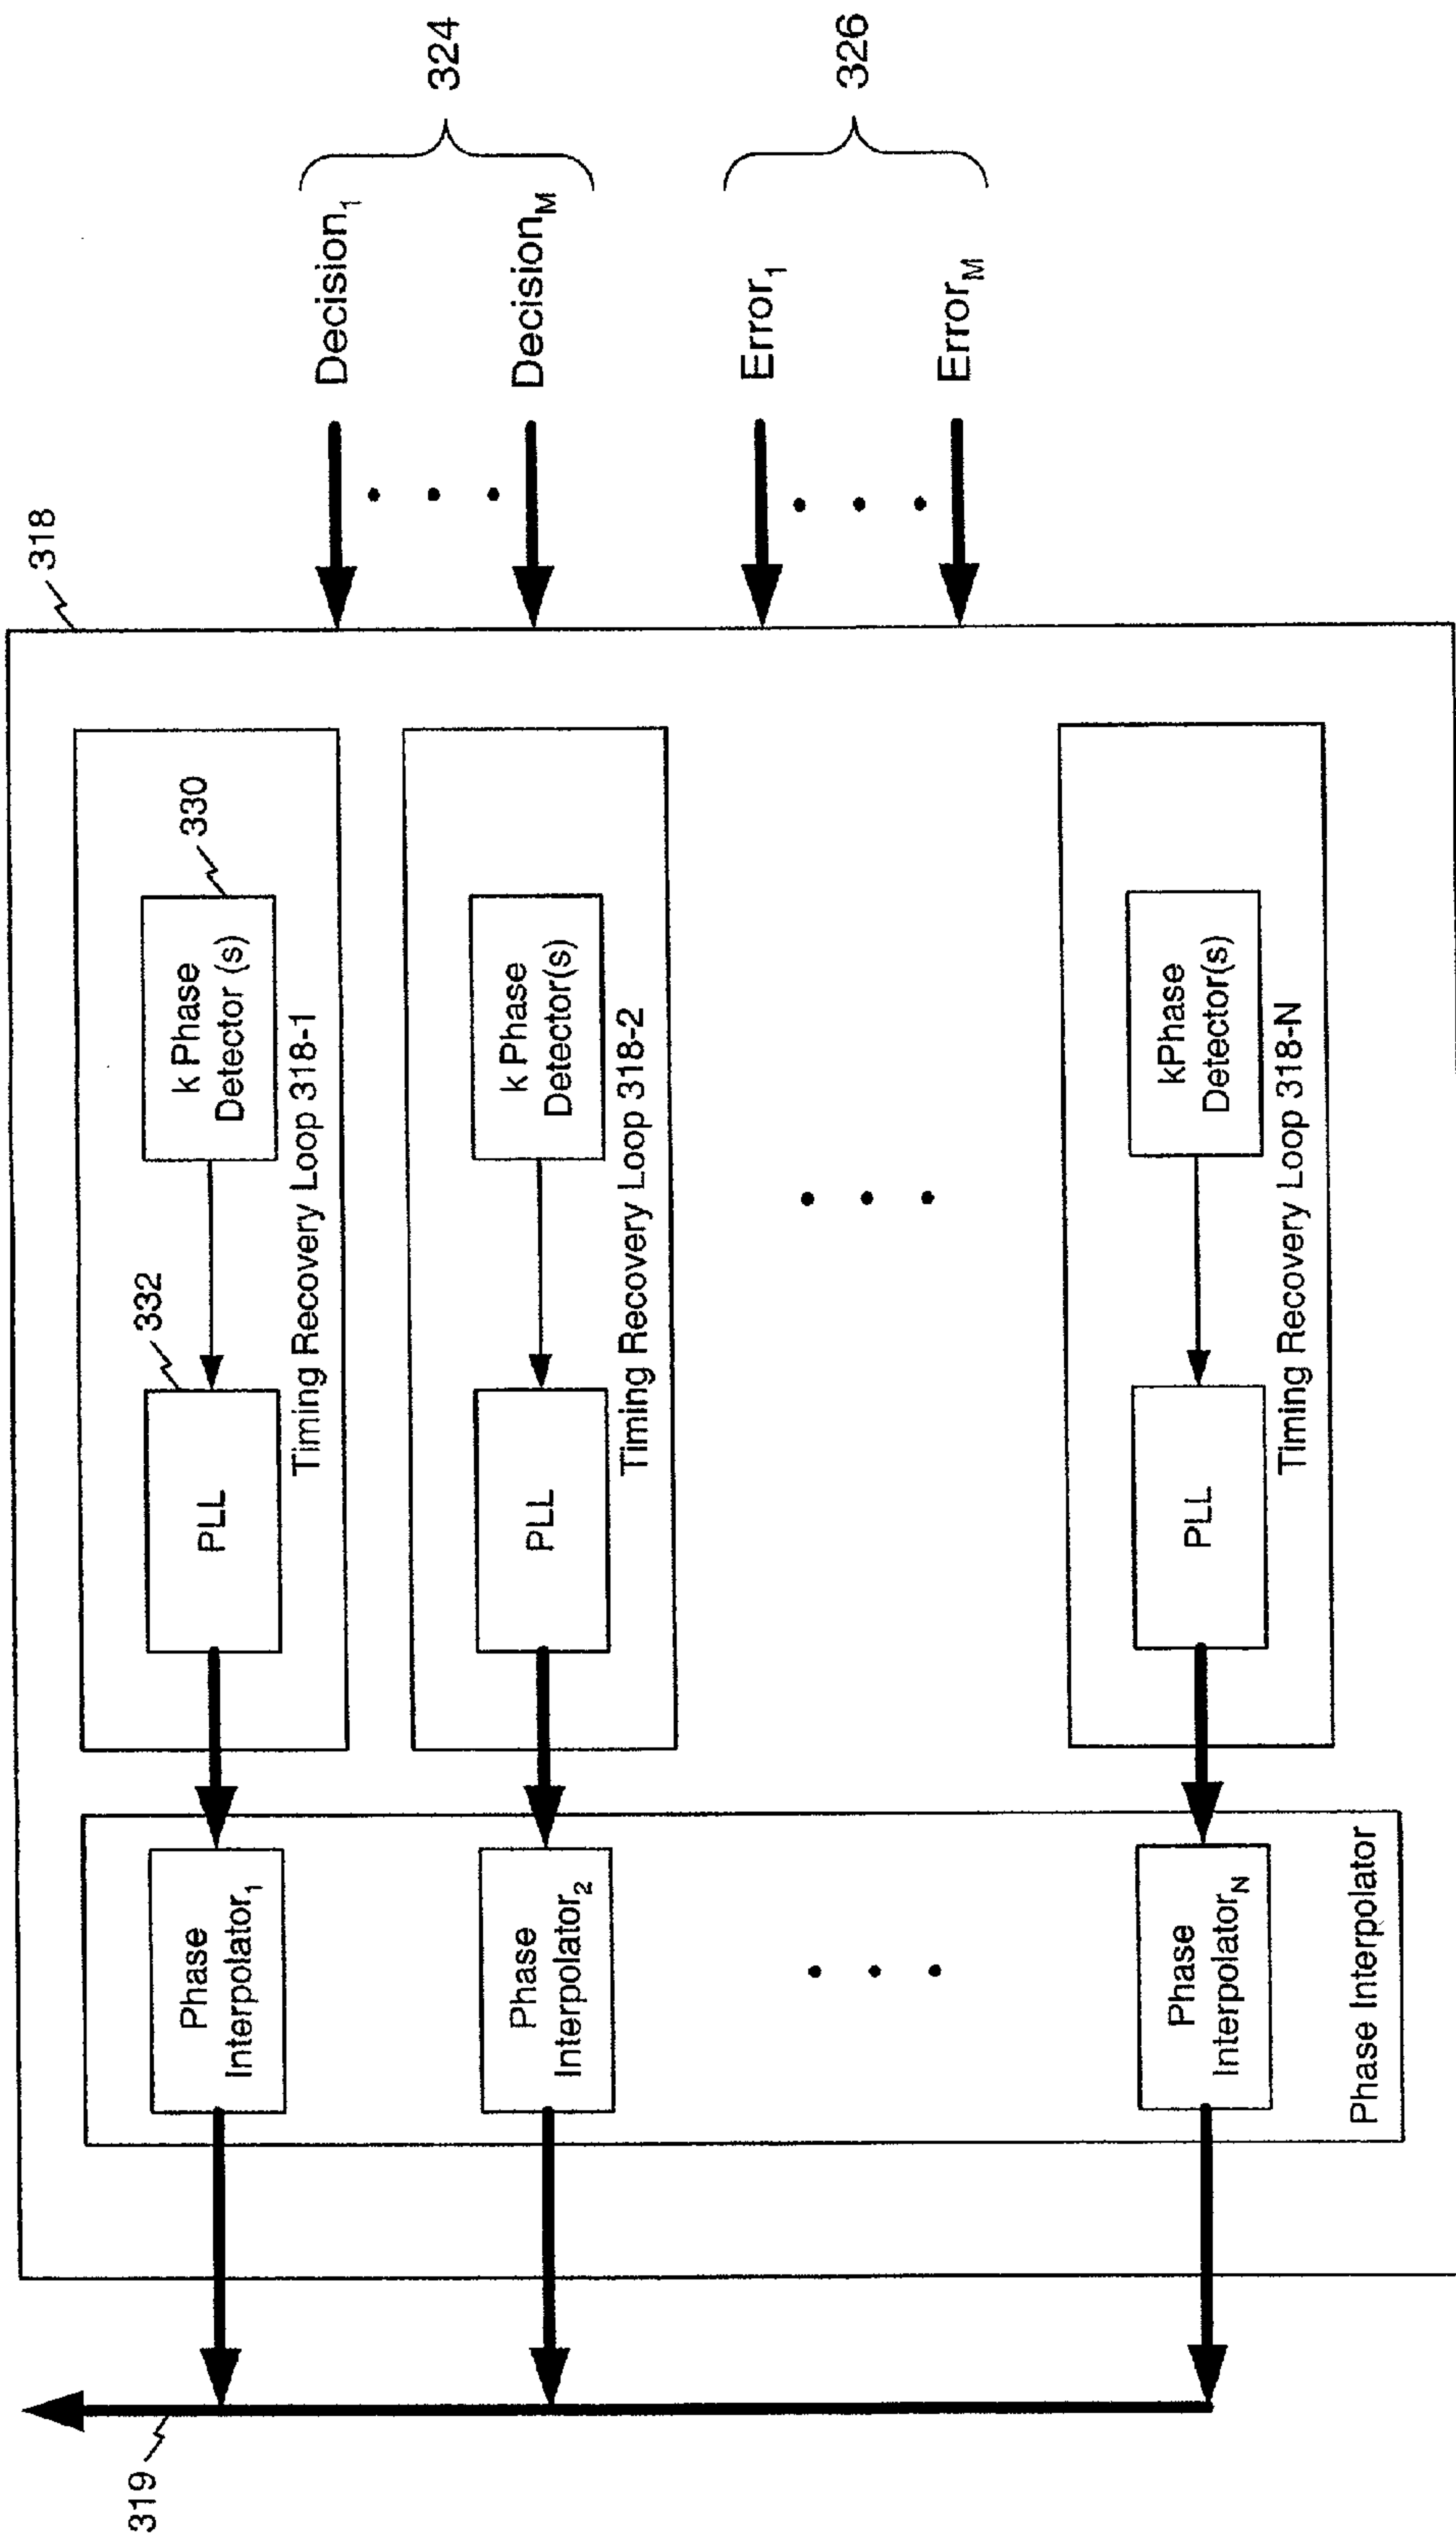 318
319
Phase
Interpolator1
PLL
332
k Phase
Detector (s)
330
Timing Recovery Loop 318-1
Decision1
324
DecisionM
Phase
Interpolator2
PLL
k Phase
Detector(s)
Timing Recovery Loop 318-2
Error1
326
ErrorM
Phase
InterpolatorN
PLL
kPhase
Detector(s)
Timing Recovery Loop 318-N
Phase Interpolator